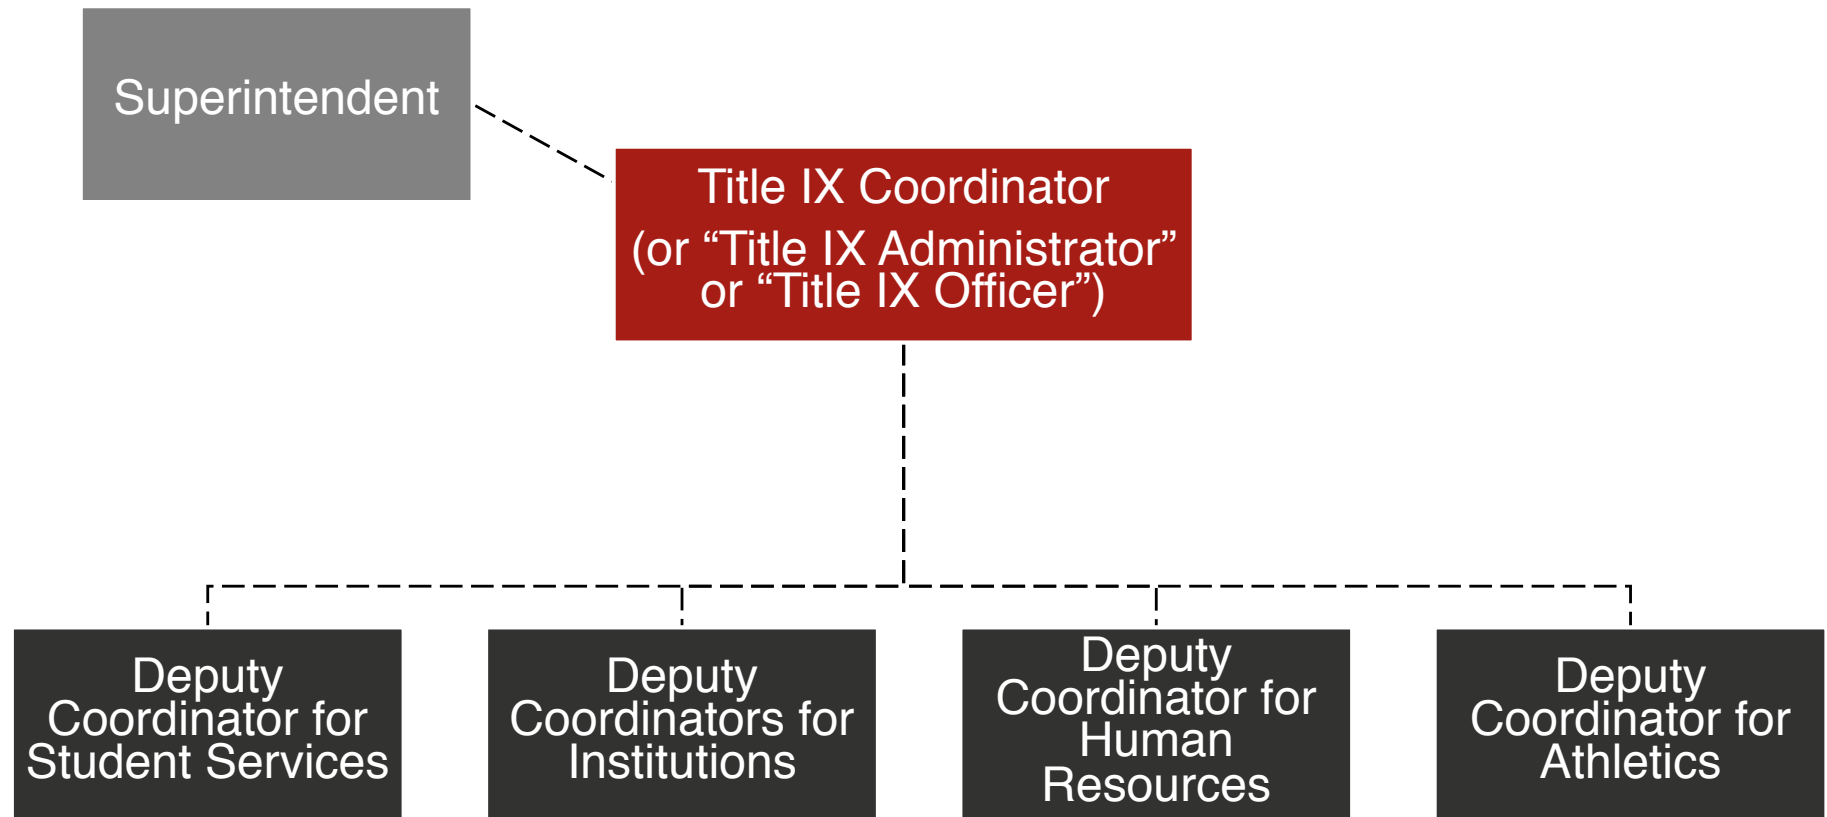 Superintendent
Title IX Coordinator
(or “Title IX Administrator”
or “Title IX Officer”)
Deputy
Coordinator for
Student Services
Deputy
Coordinators for
Institutions
Deputy
Coordinator for
Human
Resources
Deputy
Coordinator for
Athletics